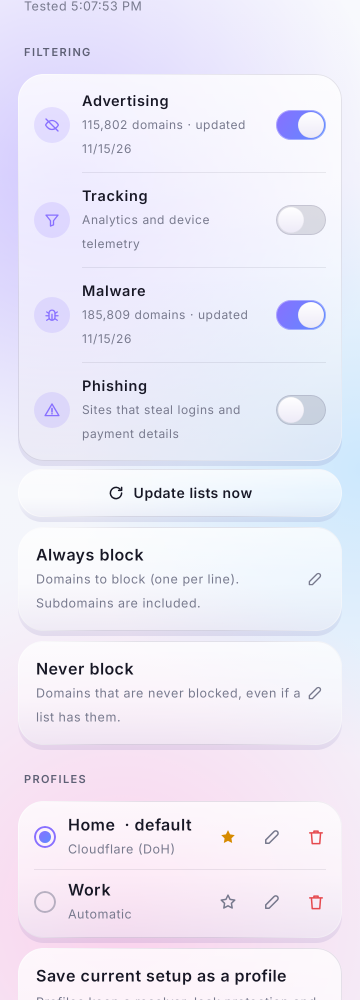 Tested 5:07:53 PM
FILTERING
Advertising
115,802 domains · updated
11/15/26
Tracking
Analytics and device
telemetry
Malware
185,809 domains · updated
11/15/26
Phishing
Sites that steal logins and
payment details
Update lists now
Always block
Domains to block (one per line).
Subdomains are included.
Never block
Domains that are never blocked, even if a
list has them.
PROFILES
Home · default
Cloudflare (DoH)
Work
Automatic
Save current setup as a profile